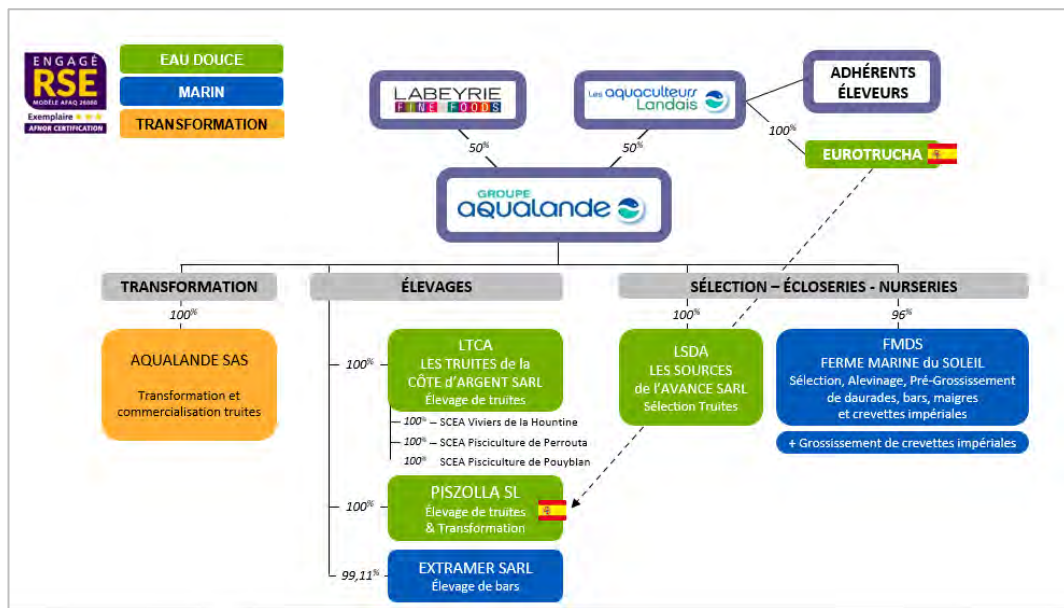 ENGAGÉ
RSE
MODÈLE AFAQ 26000
Exemplaire
AFNOR CERTIFICATION
EAU DOUCE
MARIN
TRANSFORMATION
LABEYRIE
FINE FOODS
Les aquaculteurs
Landais
ADHÉRENTS
ÉLEVEURS
50%
50%
100%
EUROTRUCHA
GROUPE
aqualande
TRANSFORMATION
ÉLEVAGES
SÉLECTION – ÉCLOSERIES - NURSERIES
100%
AQUALANDE SAS
Transformation et
commercialisation truites
100%
LTCA
LES TRUITES de la
CÔTE d'ARGENT SARL
Élevage de truites
100% – SCEA Viviers de la Hountine
100% – SCEA Pisciculture de Perrouta
100% SCEA Pisciculture de Pouyblan
100%
PISZOLLA SL
Élevage de truites
& Transformation
99,11%
EXTRAMER SARL
Élevage de bars
100%
LSDA
LES SOURCES
de l'AVANCE SARL
Sélection Truites
96%
FMDS
FERME MARINE du SOLEIL
Sélection, Alevinage, Pré-Grossissement
de daurades, bars, maigres
et crevettes impériales
+ Grossissement de crevettes impériales